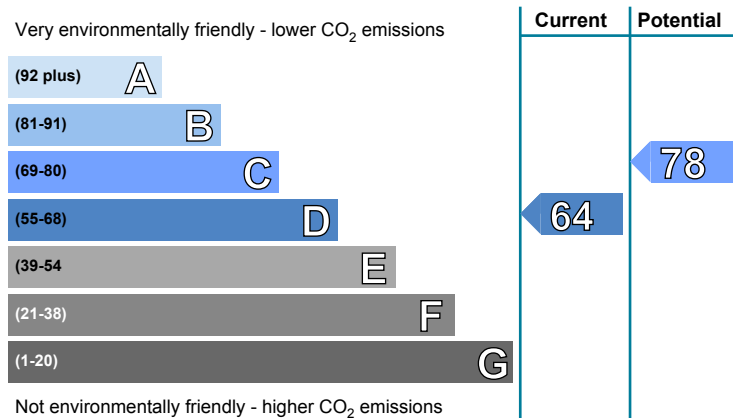 Current Potential
Very environmentally friendly - lower CO2 emissions
(92 plus) A
(81-91) B
(69-80) C
78
(55-68) D
64
(39-54 E
(21-38) F
(1-20) G
Not environmentally friendly - higher CO2 emissions